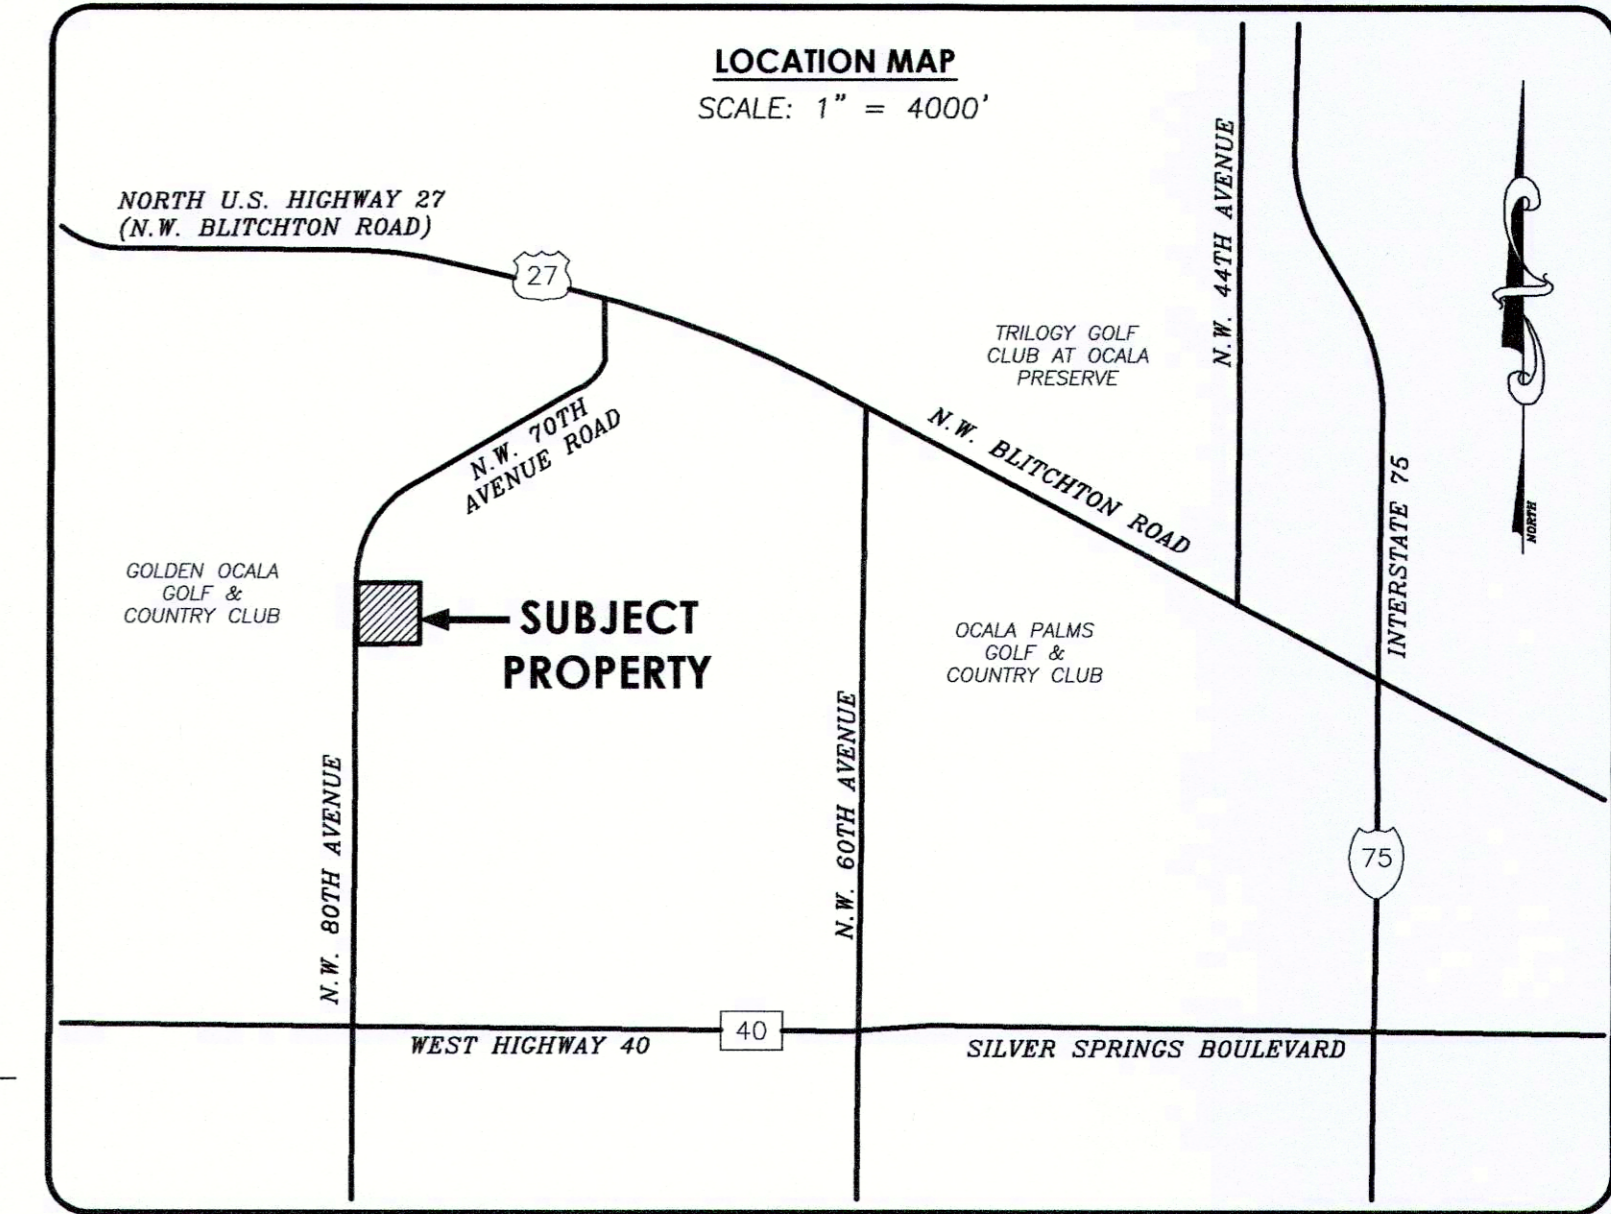 LOCATION MAP
SCALE: 1" = 4000'
NORTH U.S. HIGHWAY 27
(N.W. BLITCHTON ROAD)
27
N.W. 44TH AVENUE
TRILOGY GOLF
CLUB AT OCALA
PRESERVE
N.W. 70TH
AVENUE ROAD
N.W. BLITCHTON ROAD
INTERSTATE 75
NORTH
GOLDEN OCALA
GOLF &
COUNTRY CLUB
SUBJECT
PROPERTY
OCALA PALMS
GOLF &
COUNTRY CLUB
N.W. 80TH AVENUE
N.W. 60TH AVENUE
75
40
WEST HIGHWAY 40
SILVER SPRINGS BOULEVARD